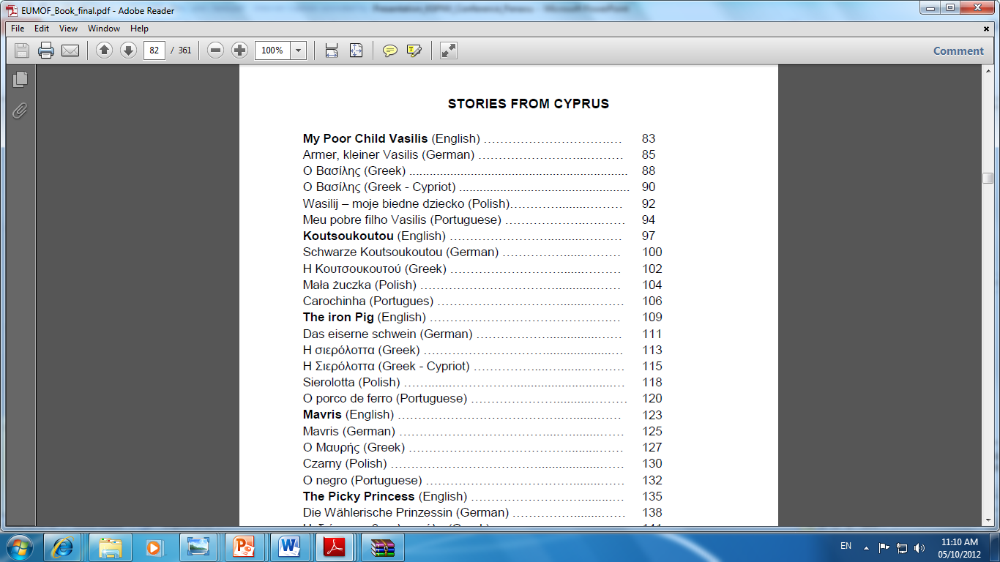 EUMOF_Book_final.pdf - Adobe Reader
File Edit View Window Help
82 / 361 100% Comment
STORIES FROM CYPRUS
My Poor Child Vasilis (English) ………………………… 83
Armer, kleiner Vasilis (German) ………………………… 85
Ο Βασίλης (Greek) ................................................................ 88
Ο Βασίλης (Greek - Cypriot) .................................................. 90
Wasilij – moje biedne dziecko (Polish)………………… 92
Meu pobre filho Vasilis (Portuguese) ………………… 94
Koutsoukoutou (English) ………………………… 97
Schwarze Koutsoukoutou (German) ………………… 100
Η Κουτσουκουτού (Greek) ………………………… 102
Mała żuczka (Polish) ………………………… 104
Carochinha (Portugues) ………………………… 106
The iron Pig (English) ………………………… 109
Das eiserne schwein (German) ………………………… 111
Η σιερόλοττα (Greek) ………………………… 113
Η Σιερόλοττα (Greek - Cypriot) ………………………… 115
Sierolotta (Polish) ………………………… 118
O porco de ferro (Portuguese) ………………………… 120
Mavris (English) ………………………… 123
Mavris (German) ………………………… 125
Ο Μαυρής (Greek) ………………………… 127
Czarny (Polish) ………………………… 130
O negro (Portuguese) ………………………… 132
The Picky Princess (English) ………………………… 135
Die Wählerische Prinzessin (German) ………………… 138
EN 11:10 AM
05/10/2012